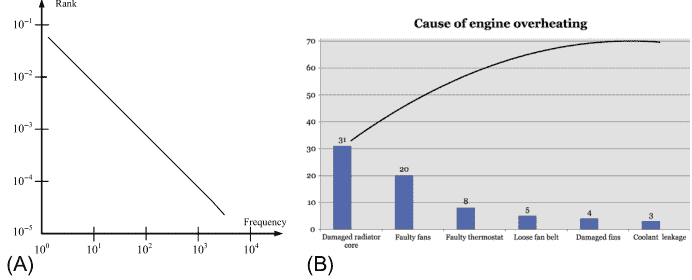 Rank
10⁻¹
10⁻²
10⁻³
10⁻⁴
10⁻⁵
Frequency
10⁰ 10¹ 10² 10³ 10⁴
(A)
Cause of engine overheating
70
60
50
40
30
20
10
0
31
20
8
5
4
3
Damaged radiator core
Faulty fans
Faulty thermostat
Loose fan belt
Damaged fins
Coolant leakage
(B)